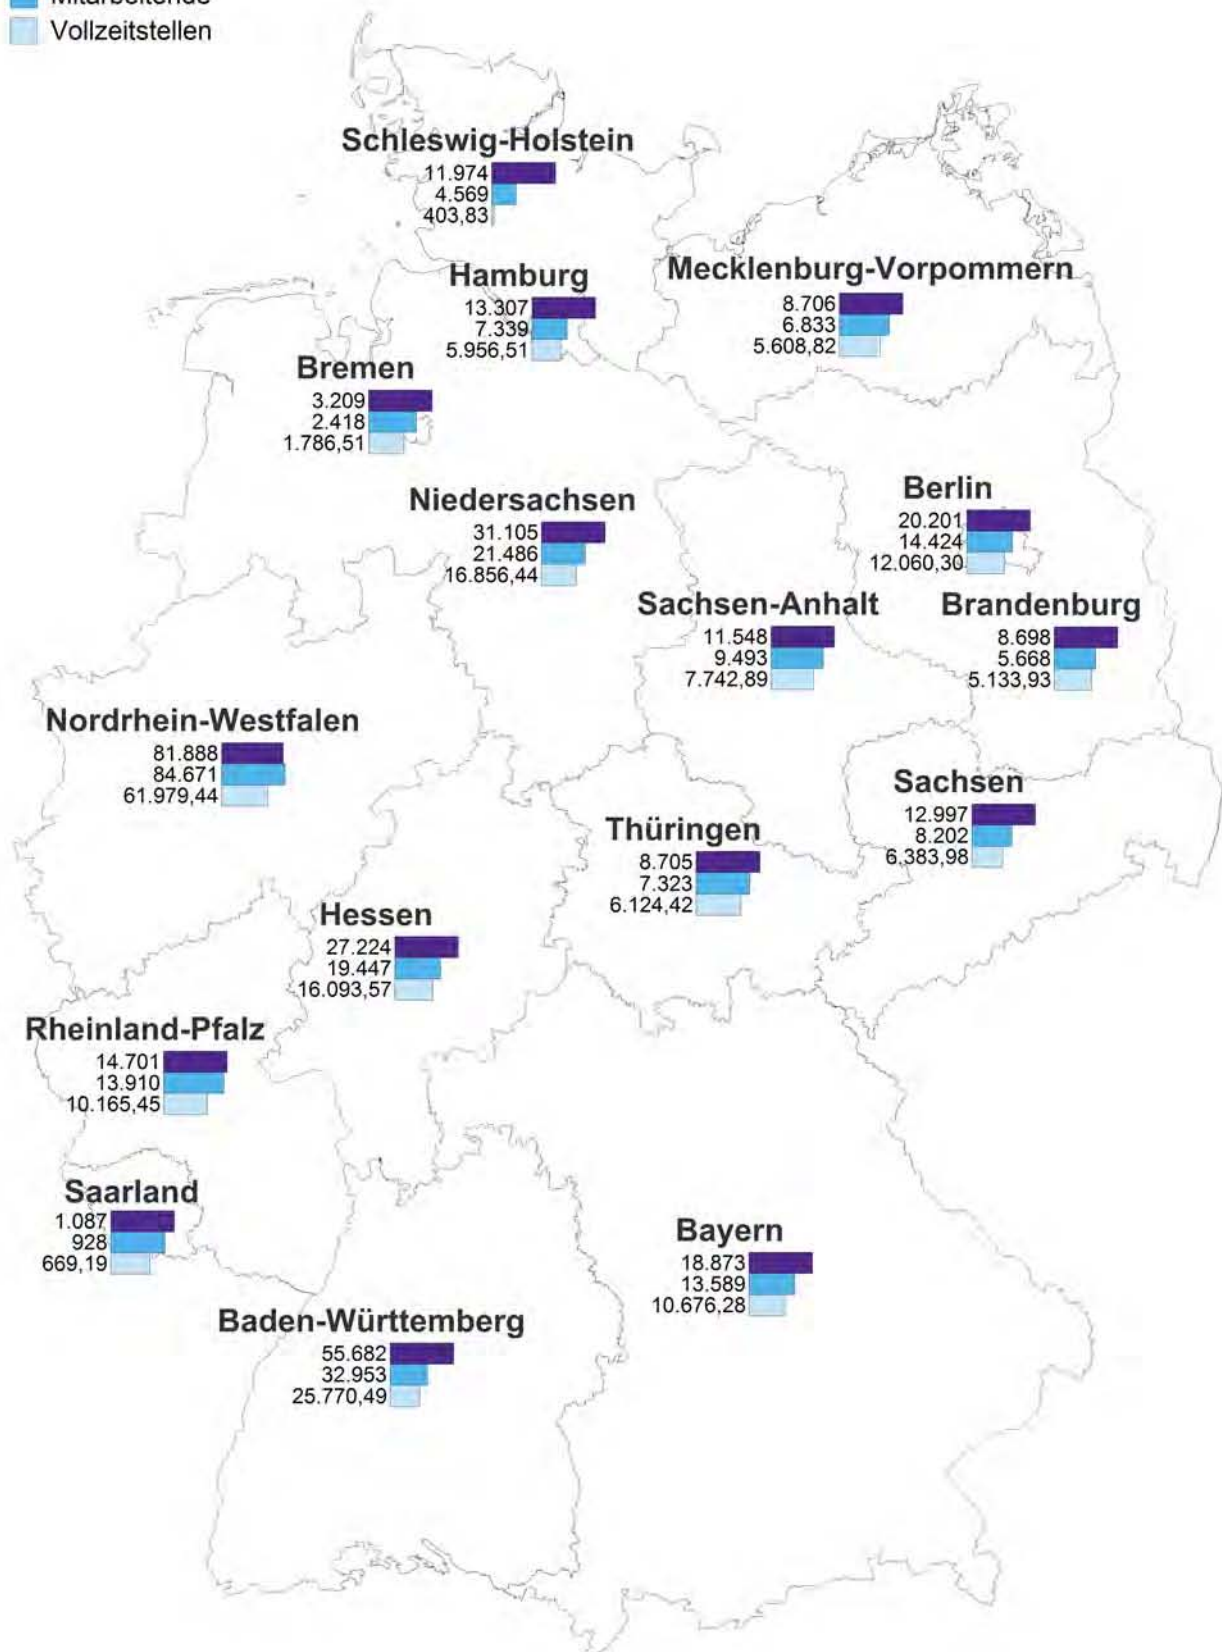 Mitarbeitende
Vollzeitstellen
Schleswig-Holstein
11.974
4.569
403,83
Hamburg
13.307
7.339
5.956,51
Mecklenburg-Vorpommern
8.706
6.833
5.608,82
Bremen
3.209
2.418
1.786,51
Niedersachsen
31.105
21.486
16.856,44
Berlin
20.201
14.424
12.060,30
Sachsen-Anhalt
11.548
9.493
7.742,89
Brandenburg
8.698
5.668
5.133,93
Nordrhein-Westfalen
81.888
84.671
61.979,44
Sachsen
12.997
8.202
6.383,98
Thüringen
8.705
7.323
6.124,42
Hessen
27.224
19.447
16.093,57
Rheinland-Pfalz
14.701
13.910
10.165,45
Saarland
1.087
928
669,19
Bayern
18.873
13.589
10.676,28
Baden-Württemberg
55.682
32.953
25.770,49